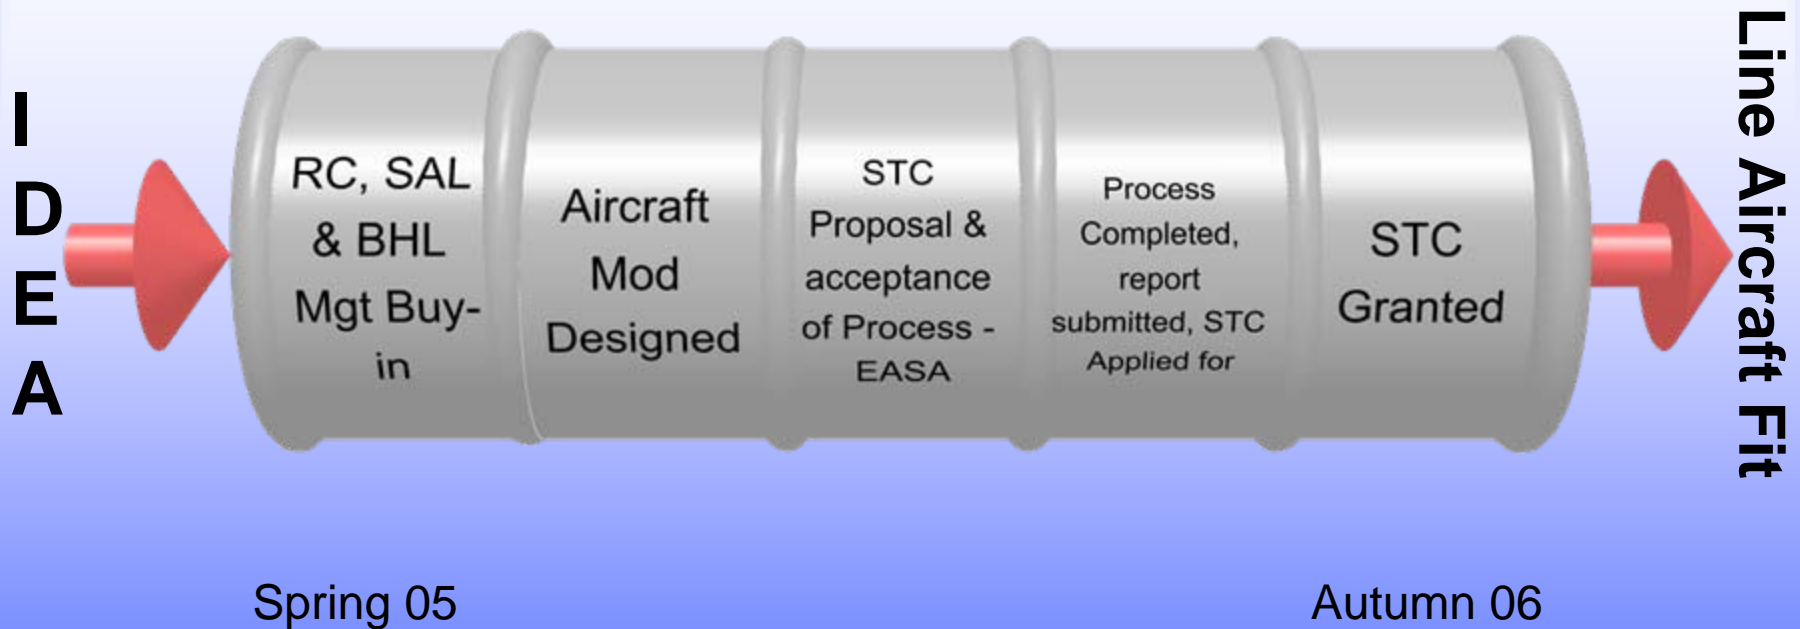 I
D
E
A
RC, SAL
& BHL
Mgt Buy-
in
Aircraft
Mod
Designed
STC
Proposal &
acceptance
of Process -
EASA
Process
Completed,
report
submitted, STC
Applied for
STC
Granted
Line Aircraft Fit
Spring 05
Autumn 06